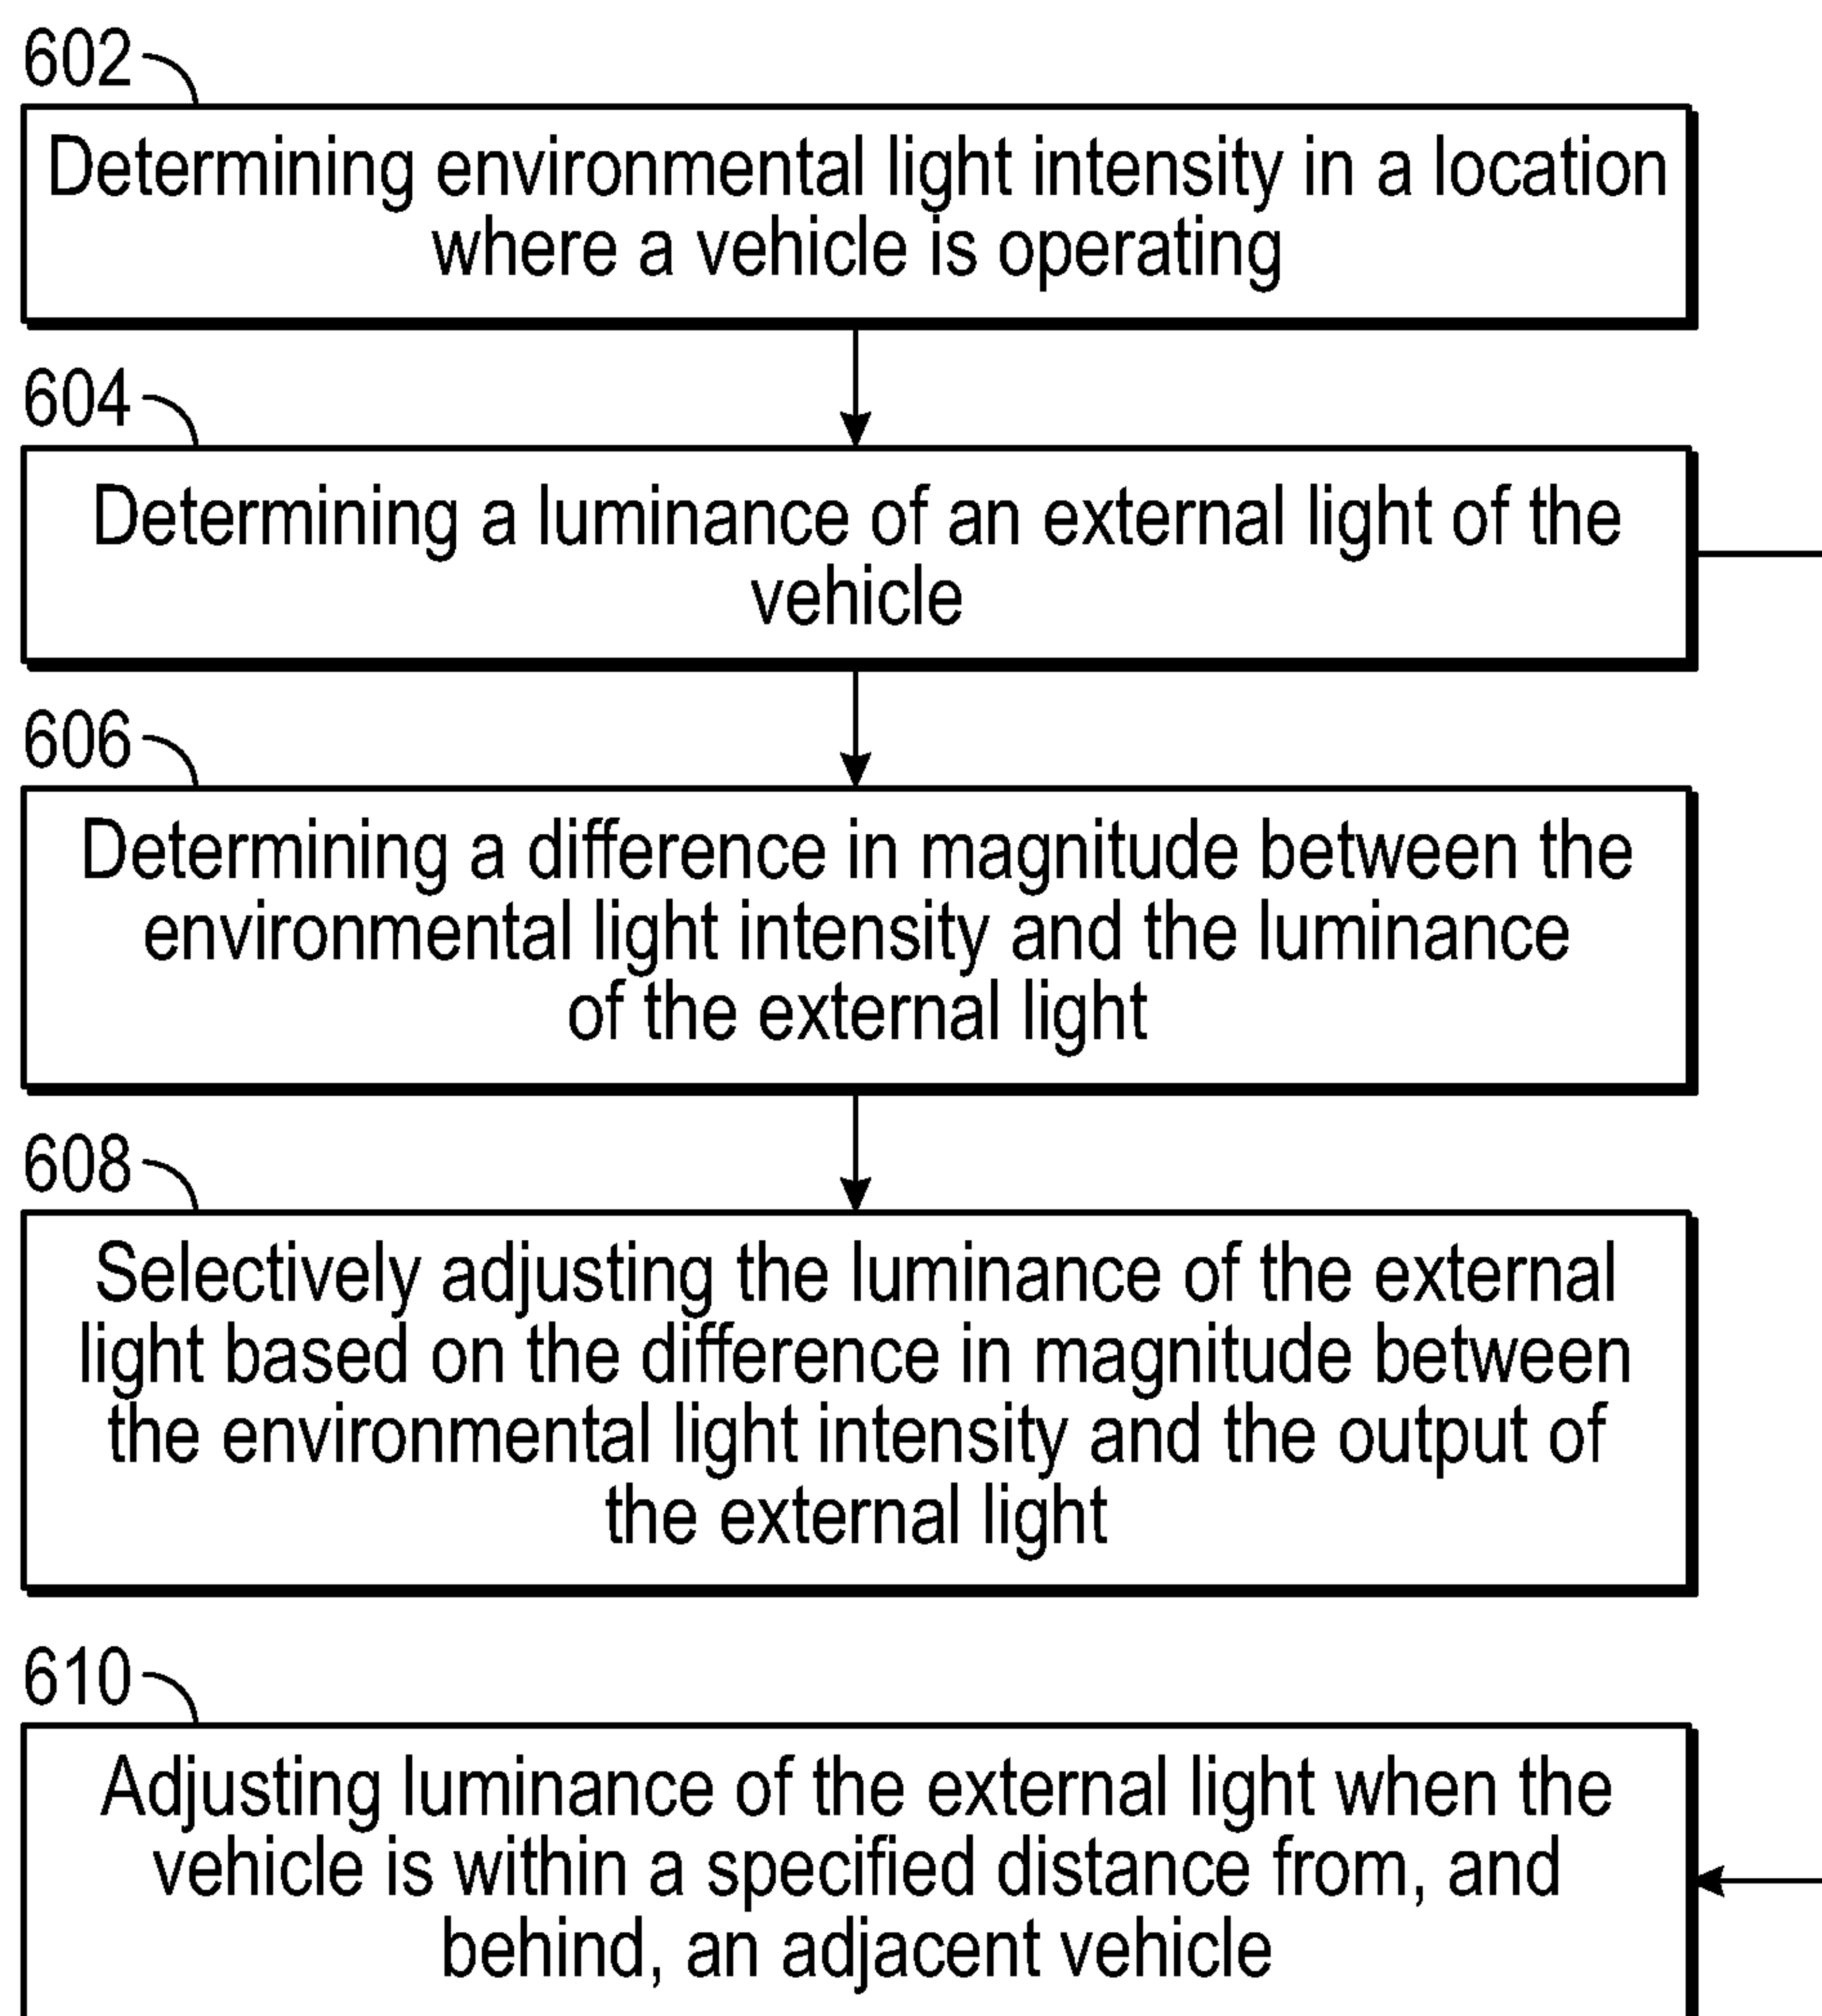 602
Determining environmental light intensity in a location
where a vehicle is operating
604
Determining a luminance of an external light of the
vehicle
606
Determining a difference in magnitude between the
environmental light intensity and the luminance
of the external light
608
Selectively adjusting the luminance of the external
light based on the difference in magnitude between
the environmental light intensity and the output of
the external light
610
Adjusting luminance of the external light when the
vehicle is within a specified distance from, and
behind, an adjacent vehicle